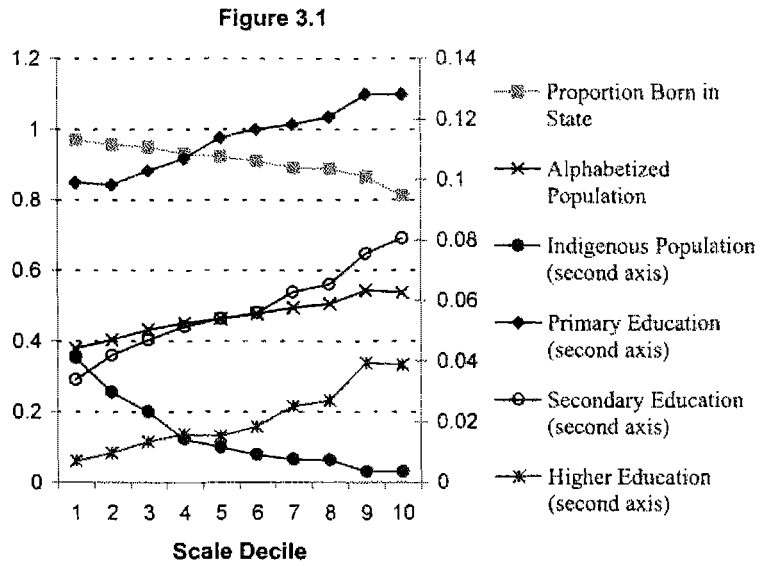 Figure 3.1
1.2
1
0.8
0.6
0.4
0.2
0
0.14
0.12
0.1
0.08
0.06
0.04
0.02
0
1 2 3 4 5 6 7 8 9 10
Scale Decile
Proportion Born in
State
Alphabetized
Population
Indigenous Population
(second axis)
Primary Education
(second axis)
Secondary Education
(second axis)
Higher Education
(second axis)